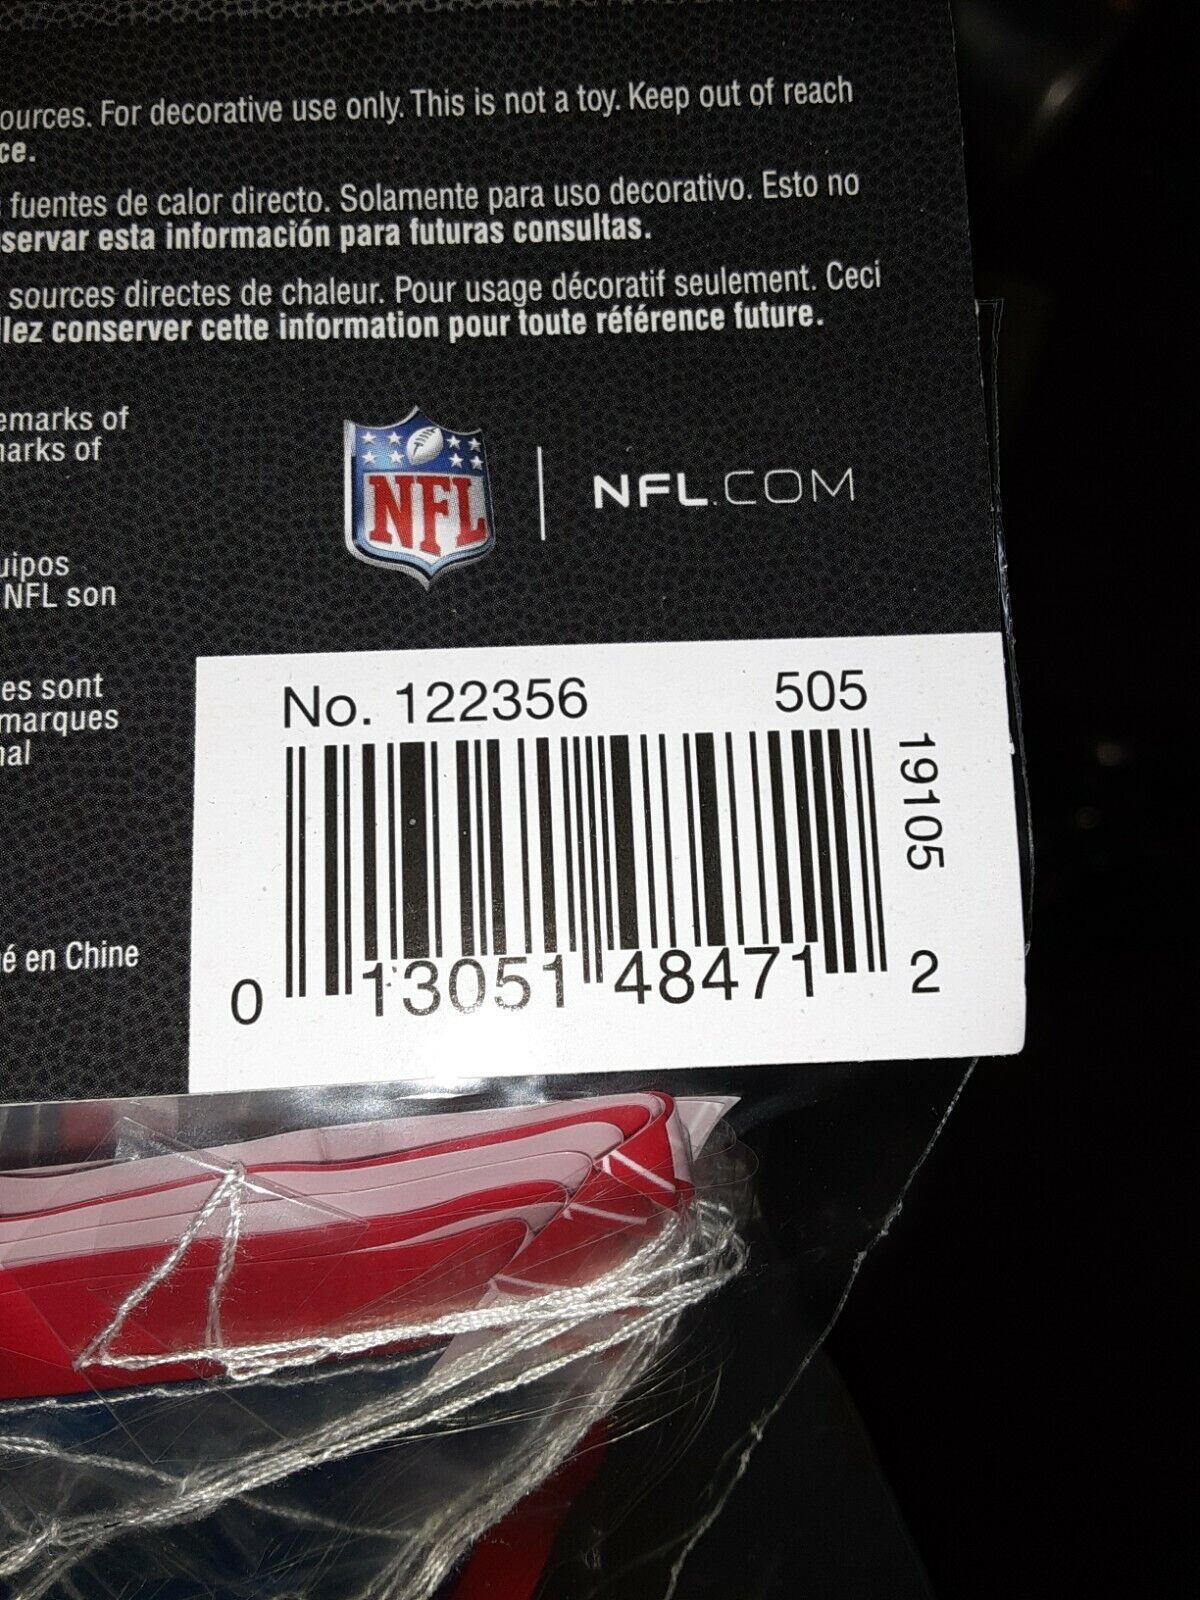 ources. For decorative use only. This is not a toy. Keep out of reach
ce.
fuentes de calor directo. Solamente para uso decorativo. Esto no
servar esta información para futuras consultas.
sources directes de chaleur. Pour usage décoratif seulement. Ceci
llez conserver cette information pour toute référence future.
emarks of
arks of
NFL
NFL.COM
uipos
NFL son
es sont
marques
nal
é en Chine
No. 122356 505
19105
0 13051 48471 2